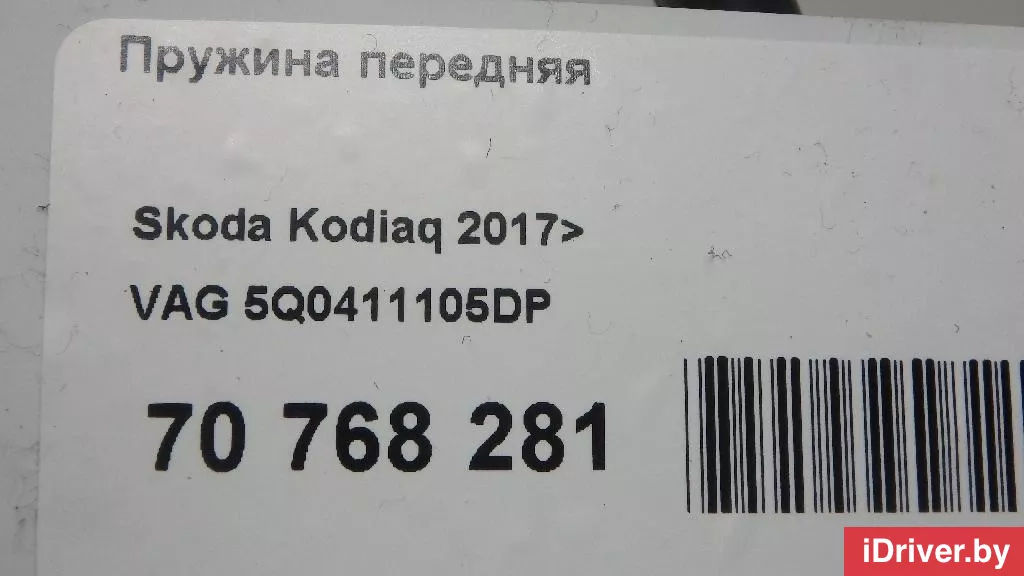 Пружина передняя
Skoda Kodiaq 2017>
VAG 5Q0411105DP
70 768 281
iDriver.by